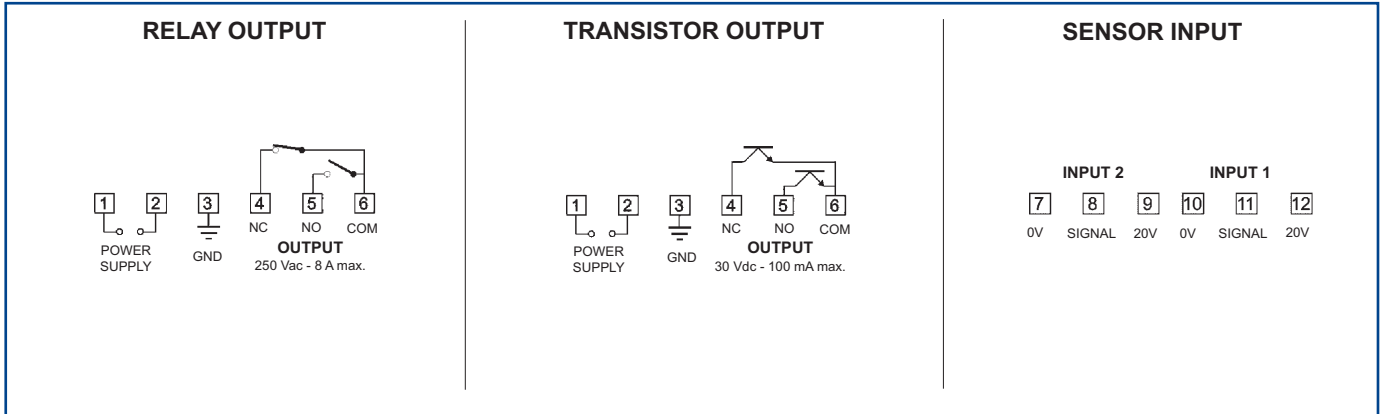 RELAY OUTPUT
1 2 3 4 5 6
NC NO COM
POWER
SUPPLY
GND
OUTPUT
250 Vac - 8 A max.
TRANSISTOR OUTPUT
1 2 3 4 5 6
NC NO COM
POWER
SUPPLY
GND
OUTPUT
30 Vdc - 100 mA max.
SENSOR INPUT
INPUT 2 INPUT 1
7 8 9 10 11 12
0V SIGNAL 20V 0V SIGNAL 20V